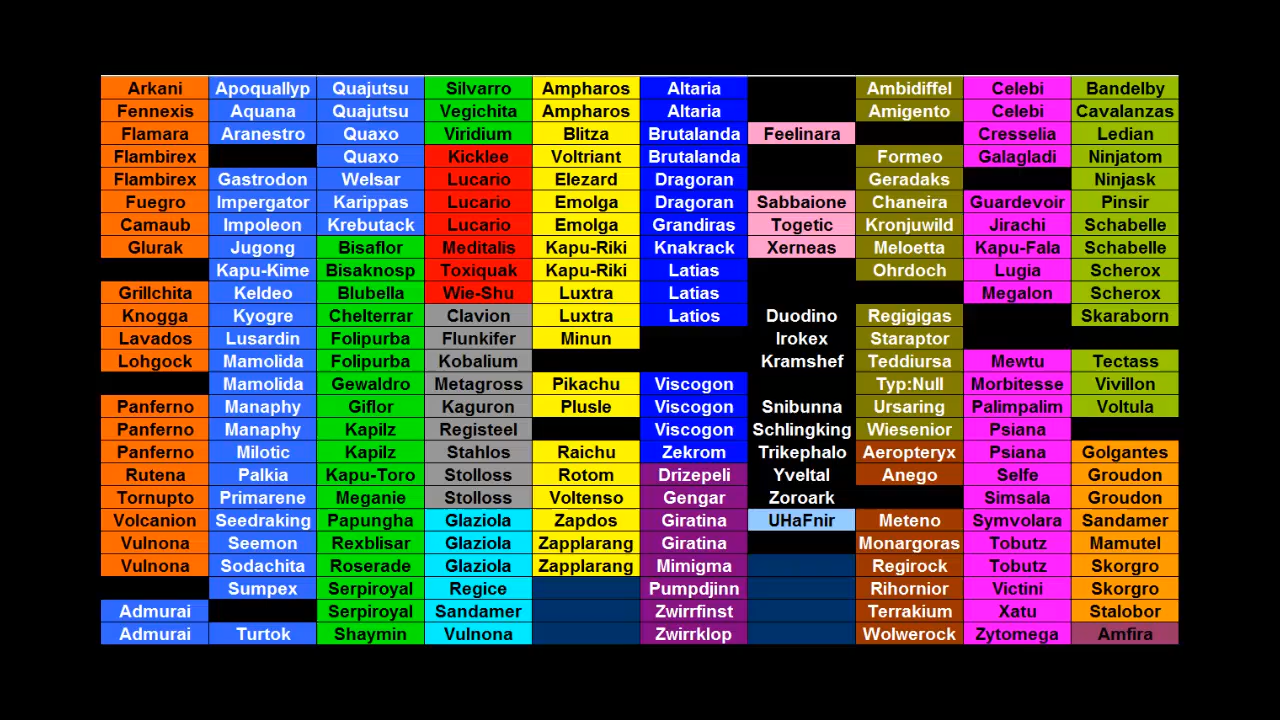 Arkani Apoquallyp Quajutsu Silvarro Ampharos Altaria Ambidiffel Celebi Bandelby
Fennexis Aquana Quajutsu Vegichita Ampharos Altaria Amigento Celebi Cavalanzas
Flamara Aranestro Quaxo Viridium Blitza Brutalanda Feelinara Cresselia Ledian
Flambirex Quaxo Kicklee Voltriant Brutalanda Formeo Galagladi Ninjatom
Flambirex Gastrodon Welsar Lucario Elezard Dragoran Geradaks Ninjask
Fuegro Impergator Karippas Lucario Emolga Dragoran Sabbaione Chaneira Guardevoir Pinsir
Camaub Impoleon Krebutack Lucario Emolga Grandiras Togetic Kronjuwild Jirachi Schabelle
Glurak Jugong Bisaflor Meditalis Kapu-Riki Knakrack Xerneas Meloetta Kapu-Fala Schabelle
Kapu-Kime Bisaknosp Toxiquak Kapu-Riki Latias Ohrdoch Lugia Scherox
Grillchita Keldeo Blubella Wie-Shu Luxtra Latias Megalon Scherox
Knogga Kyogre Chelterrar Clavion Luxtra Latios Duodino Regigigas Skaraborn
Lavados Lusardin Folipurba Flunkifer Minun Irokex Staraptor
Lohgock Mamolida Folipurba Kobalium Kramshef Teddiursa Mewtu Tectass
Mamolida Gewaldro Metagross Pikachu Viscogon Typ:Null Morbitesse Vivillon
Panferno Manaphy Giflor Kaguron Plusle Viscogon Snibunna Ursaring Palimpalim Voltula
Panferno Manaphy Kapilz Registeel Viscogon Schlingking Wiesenior Psiana
Panferno Milotic Kapilz Stahlos Raichu Zekrom Trikephalo Aeropteryx Psiana Golgantes
Rutena Palkia Kapu-Toro Stolloss Rotom Drizepeli Yveltal Anego Selfe Groudon
Tornupto Primarene Meganie Stolloss Voltenso Gengar Zoroark Simsala Groudon
Volcanion Seedraking Papungha Glaziola Zapdos Giratina UHaFnir Meteno Symvolara Sandamer
Vulnona Seemon Rexblisar Glaziola Zapplarang Giratina Monargoras Tobutz Mamutel
Vulnona Sodachita Roserade Glaziola Zapplarang Mimigma Regirock Tobutz Skorgro
Sumpex Serpiroyal Regice Pumpdjinn Rihornior Victini Skorgro
Admurai Serpiroyal Sandamer Zwirrfinst Terrakium Xatu Stalobor
Admurai Turtok Shaymin Vulnona Zwirrklop Wolwerock Zytomega Amfira